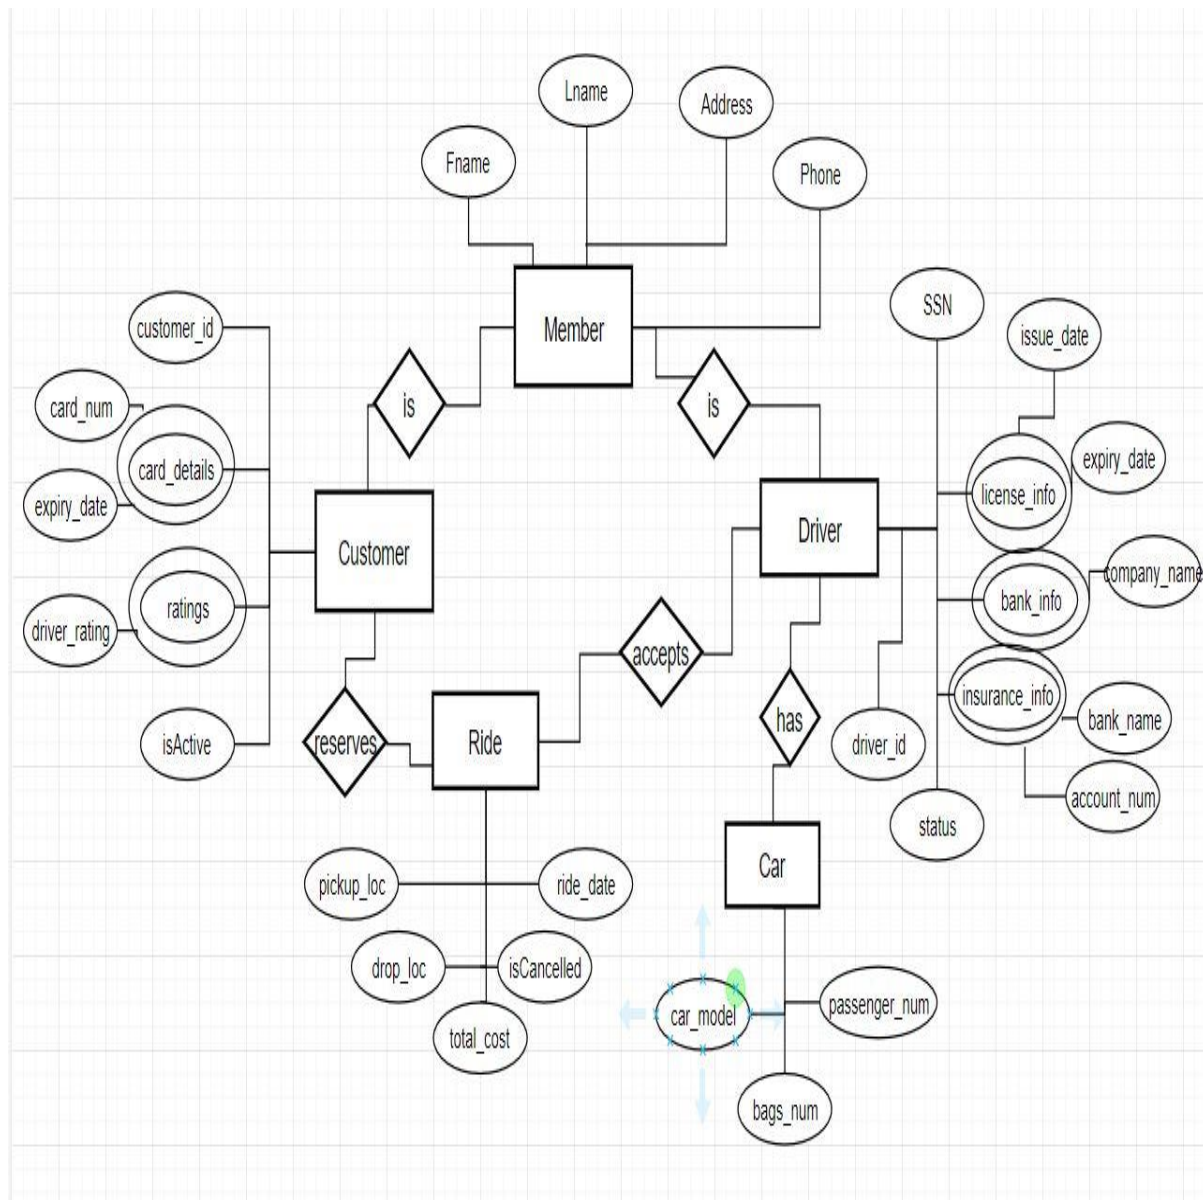 Lname
Address
Fname
Phone
SSN
customer_id
Member
issue_date
is
is
card_num
card_details
expiry_date
license_info
expiry_date
Driver
Customer
company_name
ratings
bank_info
driver_rating
accepts
insurance_info
has
bank_name
isActive
reserves
Ride
driver_id
account_num
status
Car
pickup_loc
ride_date
drop_loc
isCancelled
passenger_num
car_model
total_cost
bags_num